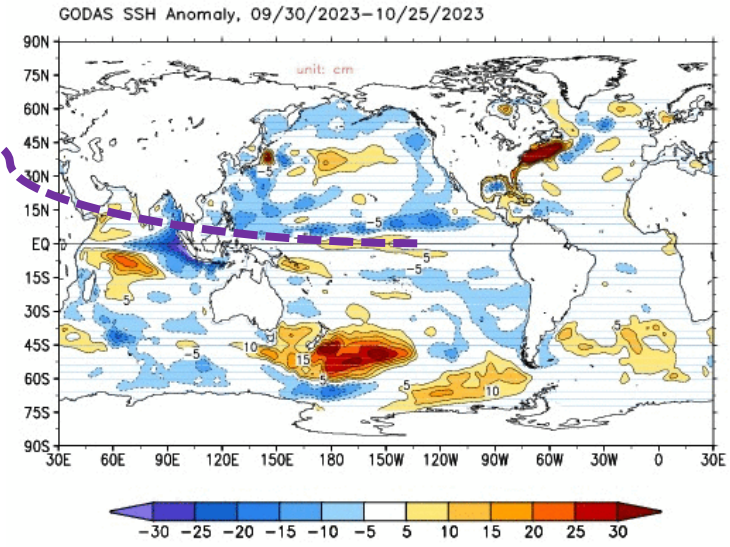 GODAS SSH Anomaly, 09/30/2023-10/25/2023
90N
unit: cm
75N
60N
45N
30N
-5
15N
-5
EQ
5
-5
15S
5
30S
5
5
45S
-5
10
15
60S
5
5
10
75S
90S
30E 60E 90E 120E 150E 180 150W 120W 90W 60W 30W 0 30E
-30 -25 -20 -15 -10 -5 5 10 15 20 25 30